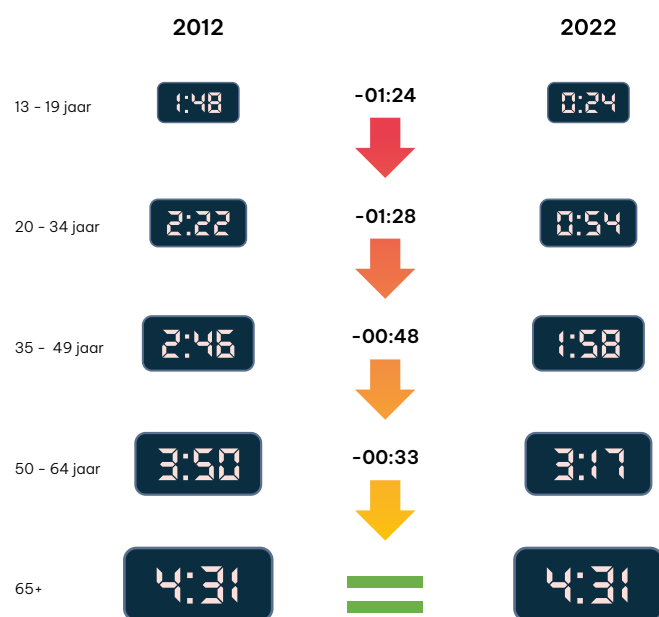 2012 2022
13 - 19 jaar 1:48 -01:24 0:24
20 - 34 jaar 2:22 -01:28 0:54
35 - 49 jaar 2:46 -00:48 1:58
50 - 64 jaar 3:50 -00:33 3:17
65+ 4:31 4:31